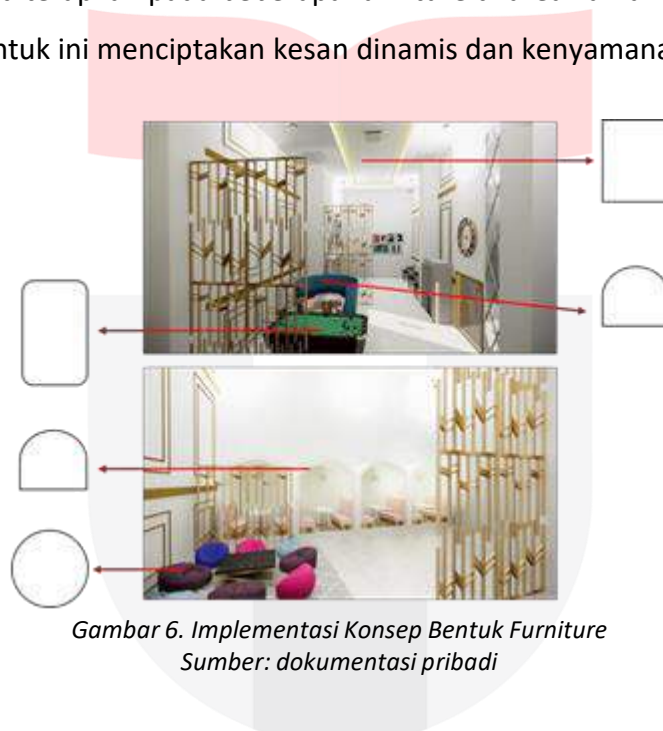 ntuk ini menciptakan kesan dinamis dan kenyamana
Gambar 6. Implementasi Konsep Bentuk Furniture
Sumber: dokumentasi pribadi